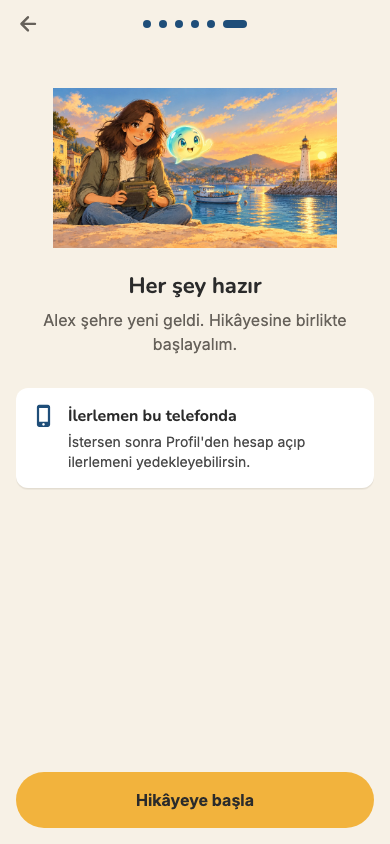 Her şey hazır
Alex şehre yeni geldi. Hikâyesine birlikte
başlayalım.
İlerlemen bu telefonda
İstersen sonra Profil'den hesap açıp
ilerlemeni yedekleyebilirsin.
Hikâyeye başla